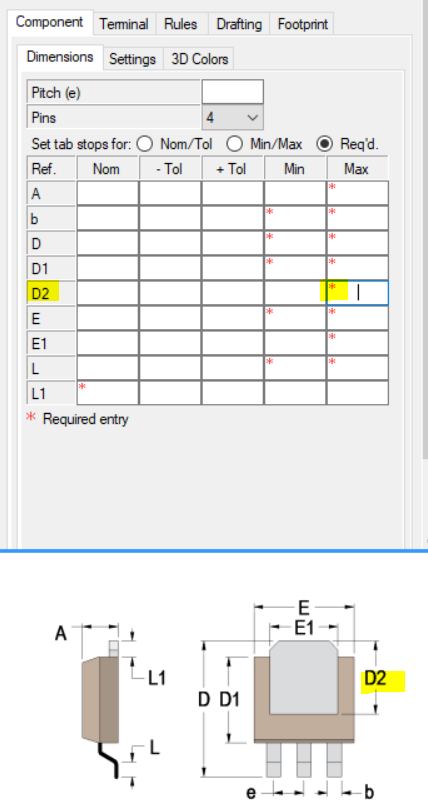 Component Terminal Rules Drafting Footprint
Dimensions Settings 3D Colors
Pitch (e)
Pins 4
Set tab stops for: Nom/Tol Min/Max Req'd.
Ref. Nom - Tol + Tol Min Max
A *
b * *
D * *
D1 * *
D2 *
E * *
E1 *
L * *
L1 *
* Required entry
E
A E1
L1 D D1 D2
L
e b